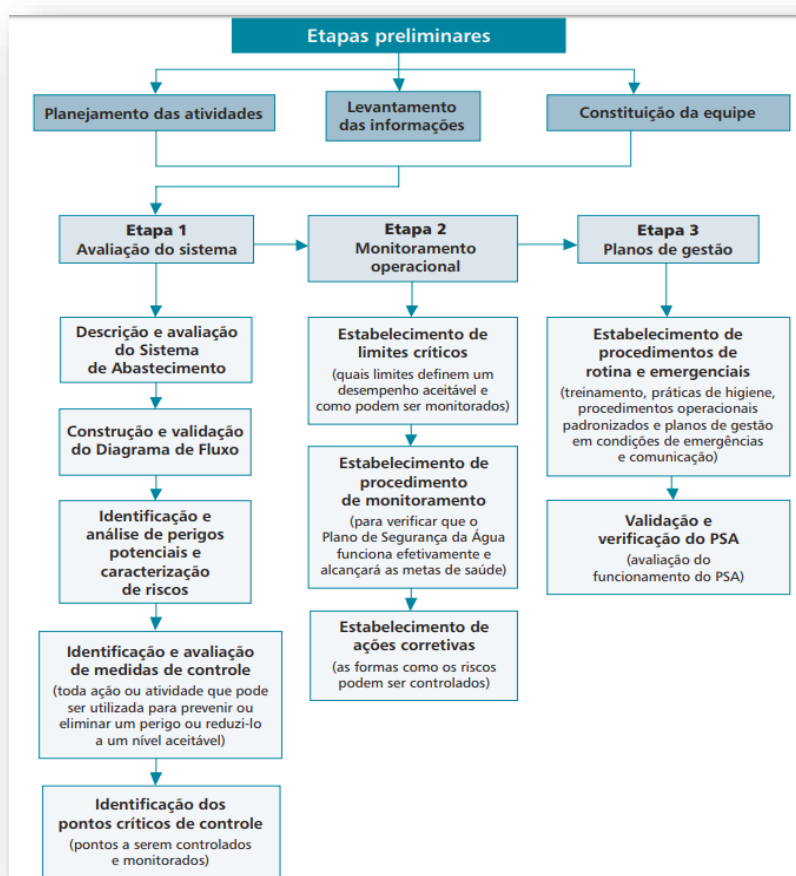 Etapas preliminares
Planejamento das atividades
Levantamento
das informações
Constituição da equipe
Etapa 1
Avaliação do sistema
Etapa 2
Monitoramento
operacional
Etapa 3
Planos de gestão
Descrição e avaliação
do Sistema
de Abastecimento
Construção e validação
do Diagrama de Fluxo
Identificação e
análise de perigos
potenciais e
caracterização
de riscos
Identificação e avaliação
de medidas de controle
(toda ação ou atividade que pode
ser utilizada para prevenir ou
eliminar um perigo ou reduzi-lo
a um nível aceitável)
Identificação dos
pontos críticos de controle
(pontos a serem controlados
e monitorados)
Estabelecimento de
limites críticos
(quais limites definem um
desempenho aceitável e
como podem ser monitorados)
Estabelecimento de
procedimento
de monitoramento
(para verificar que o
Plano de Segurança da Água
funciona efetivamente e
alcançará as metas de saúde)
Estabelecimento de
ações corretivas
(as formas como os riscos
podem ser controlados)
Estabelecimento de
procedimentos de
rotina e emergenciais
(treinamento, práticas de higiene,
procedimentos operacionais
padronizados e planos de gestão
em condições de emergências
e comunicação)
Validação e
verificação do PSA
(avaliação do
funcionamento do PSA)